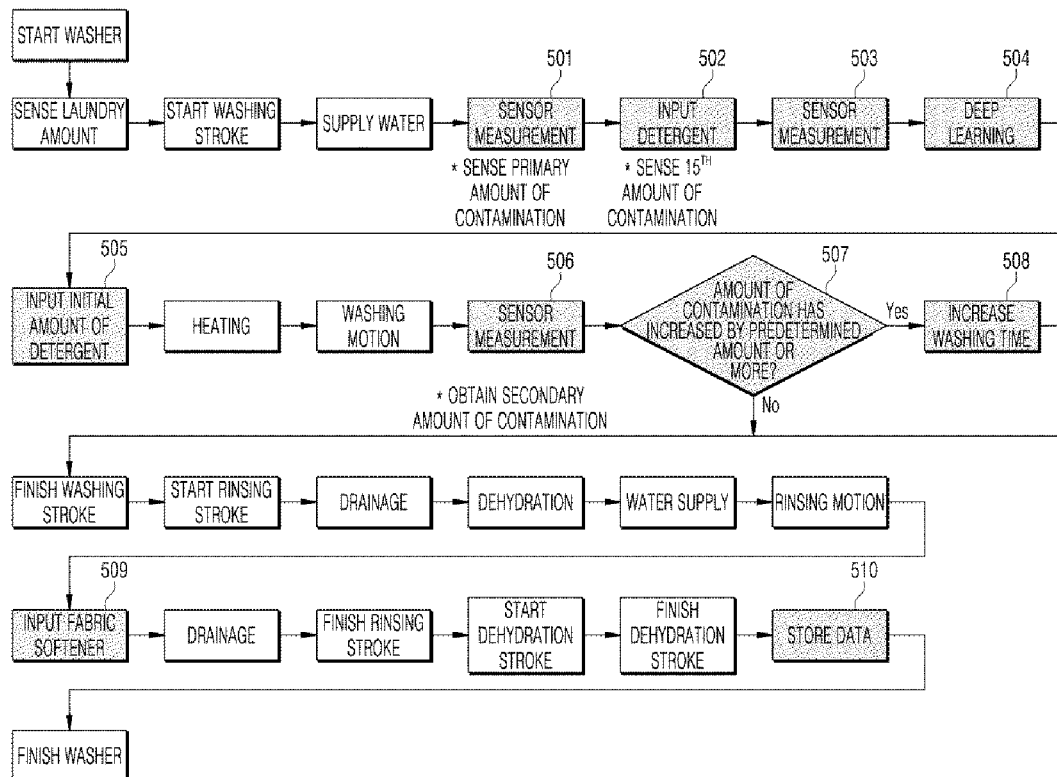 START WASHER
501
502
503
504
SENSE LAUNDRY
AMOUNT
START WASHING
STROKE
SUPPLY WATER
SENSOR
MEASUREMENT
INPUT
DETERGENT
SENSOR
MEASUREMENT
DEEP
LEARNING
* SENSE PRIMARY
AMOUNT OF
CONTAMINATION
* SENSE 15TH
AMOUNT OF
CONTAMINATION
505
506
507
508
INPUT INITIAL
AMOUNT OF
DETERGENT
HEATING
WASHING
MOTION
SENSOR
MEASUREMENT
AMOUNT OF
CONTAMINATION HAS
INCREASED BY PREDETERMINED
AMOUNT OR
MORE?
Yes
INCREASE
WASHING TIME
* OBTAIN SECONDARY
AMOUNT OF CONTAMINATION
No
FINISH WASHING
STROKE
START RINSING
STROKE
DRAINAGE
DEHYDRATION
WATER SUPPLY
RINSING MOTION
509
510
INPUT FABRIC
SOFTENER
DRAINAGE
FINISH RINSING
STROKE
START
DEHYDRATION
STROKE
FINISH
DEHYDRATION
STROKE
STORE DATA
FINISH WASHER